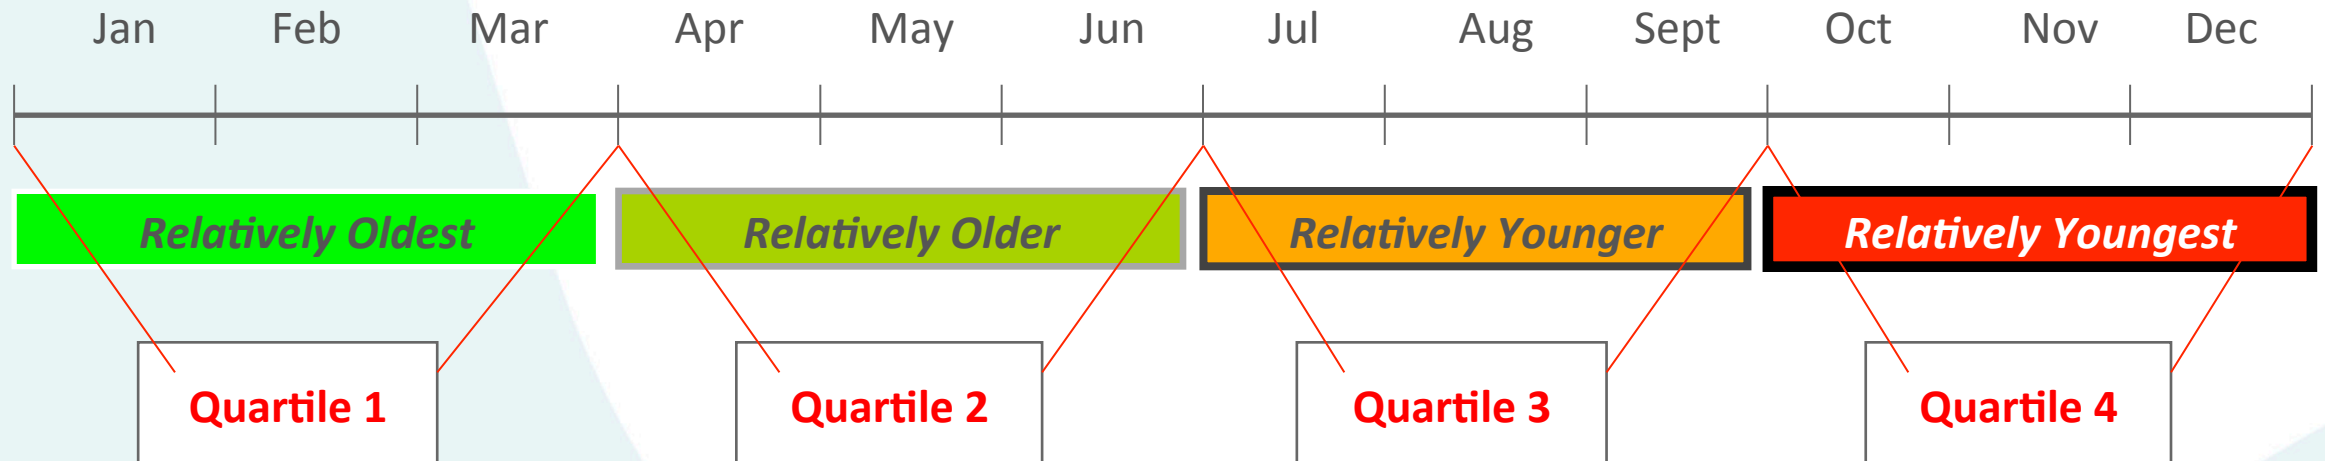 Jan Feb Mar Apr May Jun Jul Aug Sept Oct Nov Dec
Relatively Oldest Relatively Older Relatively Younger Relatively Youngest
Quartile 1 Quartile 2 Quartile 3 Quartile 4